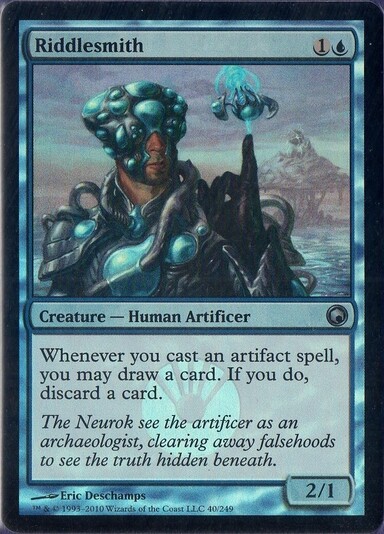 Riddlesmith 1
Creature — Human Artificer
Whenever you cast an artifact spell,
you may draw a card. If you do,
discard a card.
The Neurok see the artificer as an
archaeologist, clearing away falsehoods
to see the truth hidden beneath.
Eric Deschamps
2/1
™ & © 1993-2010 Wizards of the Coast LLC 40/249